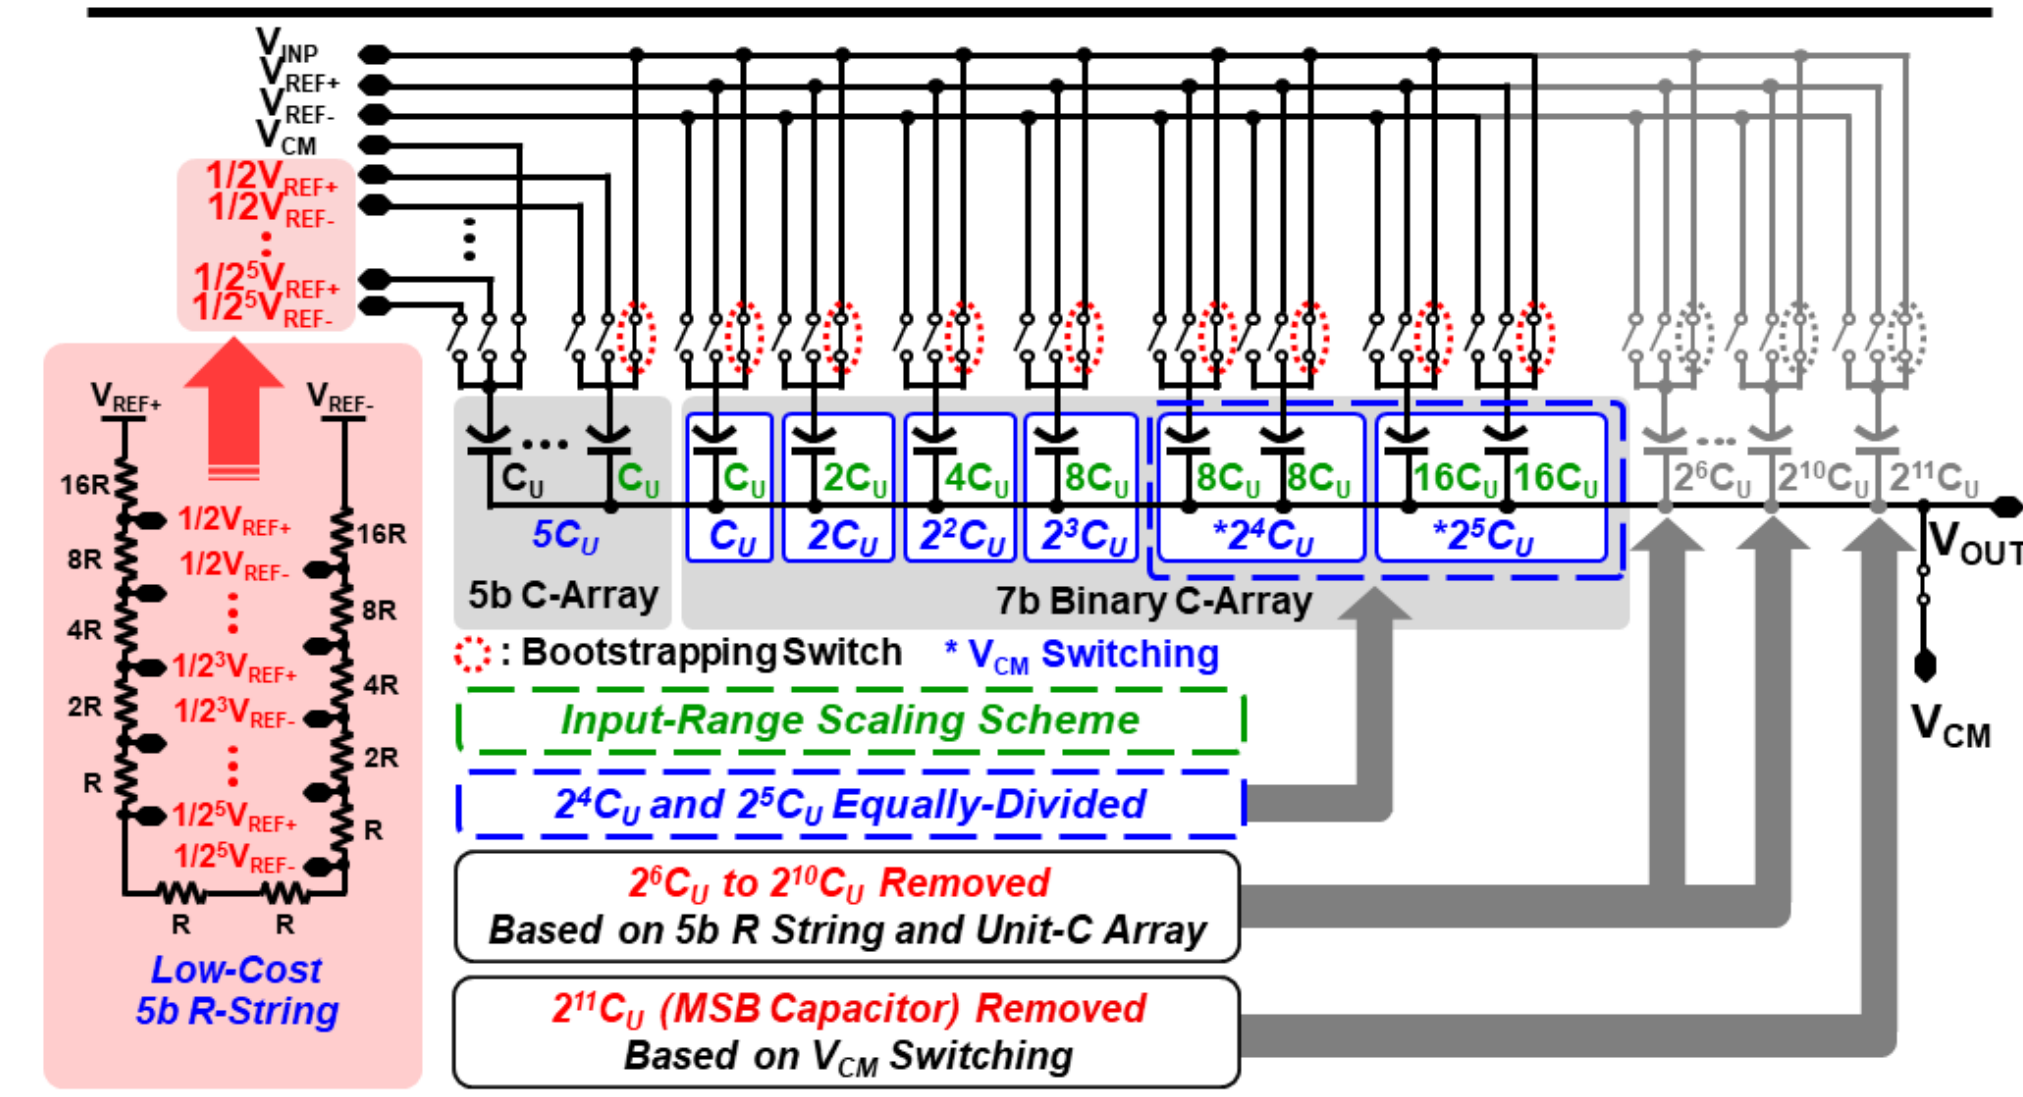 VINP
VREF+
VREF-
VCM
1/2VREF+
1/2VREF-
1/2⁵VREF+
1/2⁵VREF-
VREF+ VREF-
16R
1/2VREF+
16R
8R
1/2VREF-
8R
4R
1/2³VREF+
4R
2R
1/2³VREF-
2R
R
1/2⁵VREF+
R
1/2⁵VREF-
R R
Low-Cost
5b R-String
CU ••• CU CU 2CU 4CU 8CU 8CU 8CU 16CU 16CU 2⁶CU ••• 2¹⁰CU 2¹¹CU
5CU CU 2CU 2²CU 2³CU *2⁴CU *2⁵CU
VOUT
5b C-Array 7b Binary C-Array
: Bootstrapping Switch * VCM Switching
VCM
Input-Range Scaling Scheme
2⁴CU and 2⁵CU Equally-Divided
2⁶CU to 2¹⁰CU Removed
Based on 5b R String and Unit-C Array
2¹¹CU (MSB Capacitor) Removed
Based on VCM Switching